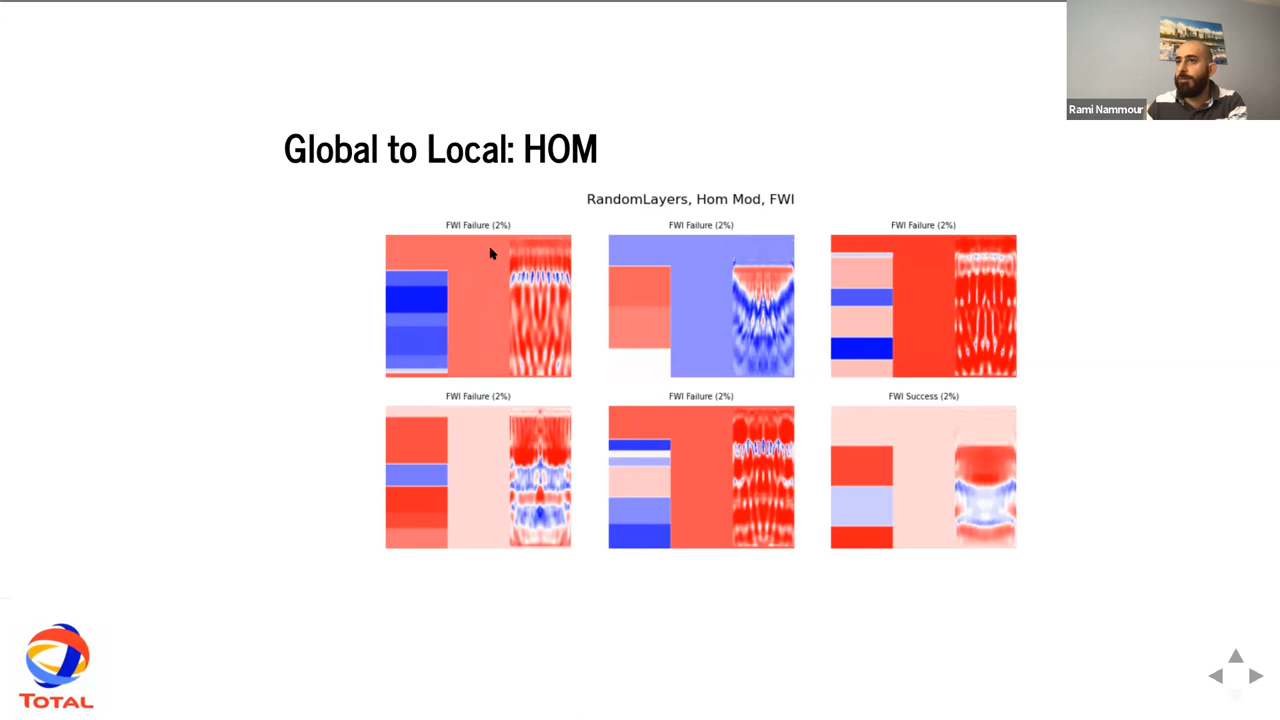 Rami Nammour
Global to Local: HOM
RandomLayers, Hom Mod, FWI
FWI Failure (2%)
FWI Failure (2%)
FWI Failure (2%)
FWI Failure (2%)
FWI Failure (2%)
FWI Success (2%)
TOTAL